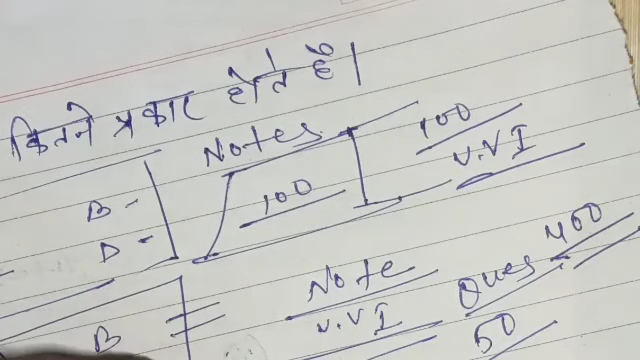 कितने प्रकार होते हैं।
Notes 100
B - 100 V.V I
D -
Note Ques 400
B V.V I 50